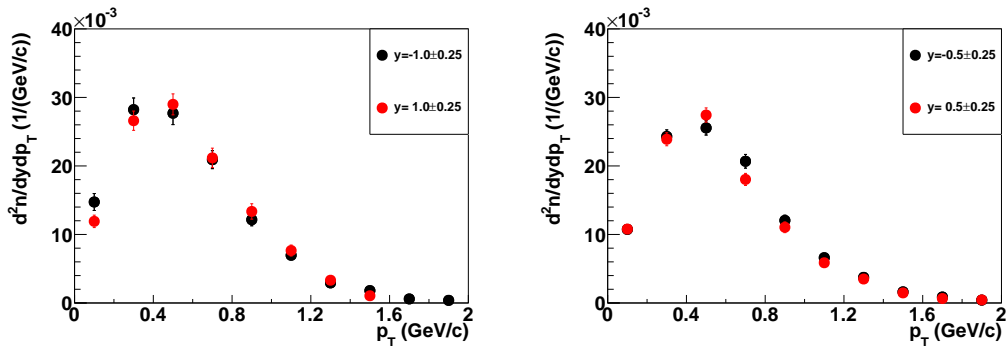 ×10⁻³
40
30
20
10
0
d²n/dydp_T (1/(GeV/c))
y=-1.0±0.25
y= 1.0±0.25
0 0.4 0.8 1.2 1.6 2
p_T (GeV/c)
×10⁻³
40
30
20
10
0
d²n/dydp_T (1/(GeV/c))
y=-0.5±0.25
y= 0.5±0.25
0 0.4 0.8 1.2 1.6 2
p_T (GeV/c)